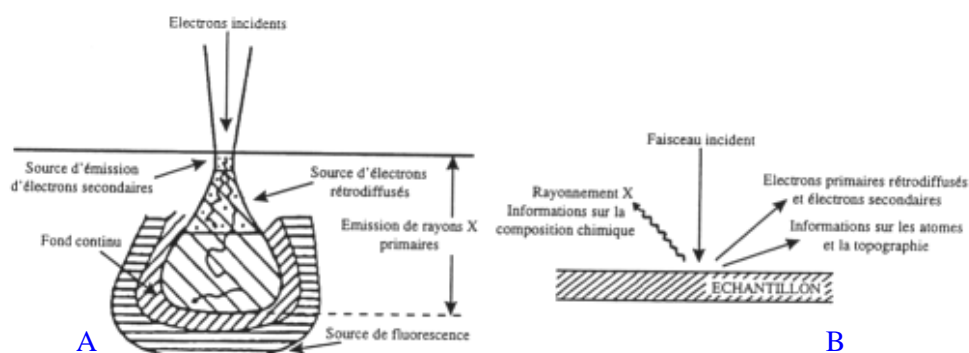 Electrons incidents
Source d'émission
d'électrons secondaires
Source d'électrons
rétrodiffusés
Emission de rayons X
primaires
Fond continu
Source de fluorescence
A
Faisceau incident
Rayonnement X
Informations sur la
composition chimique
Electrons primaires rétrodiffusés
et électrons secondaires
Informations sur les atomes
et la topographie
ECHANTILLON
B